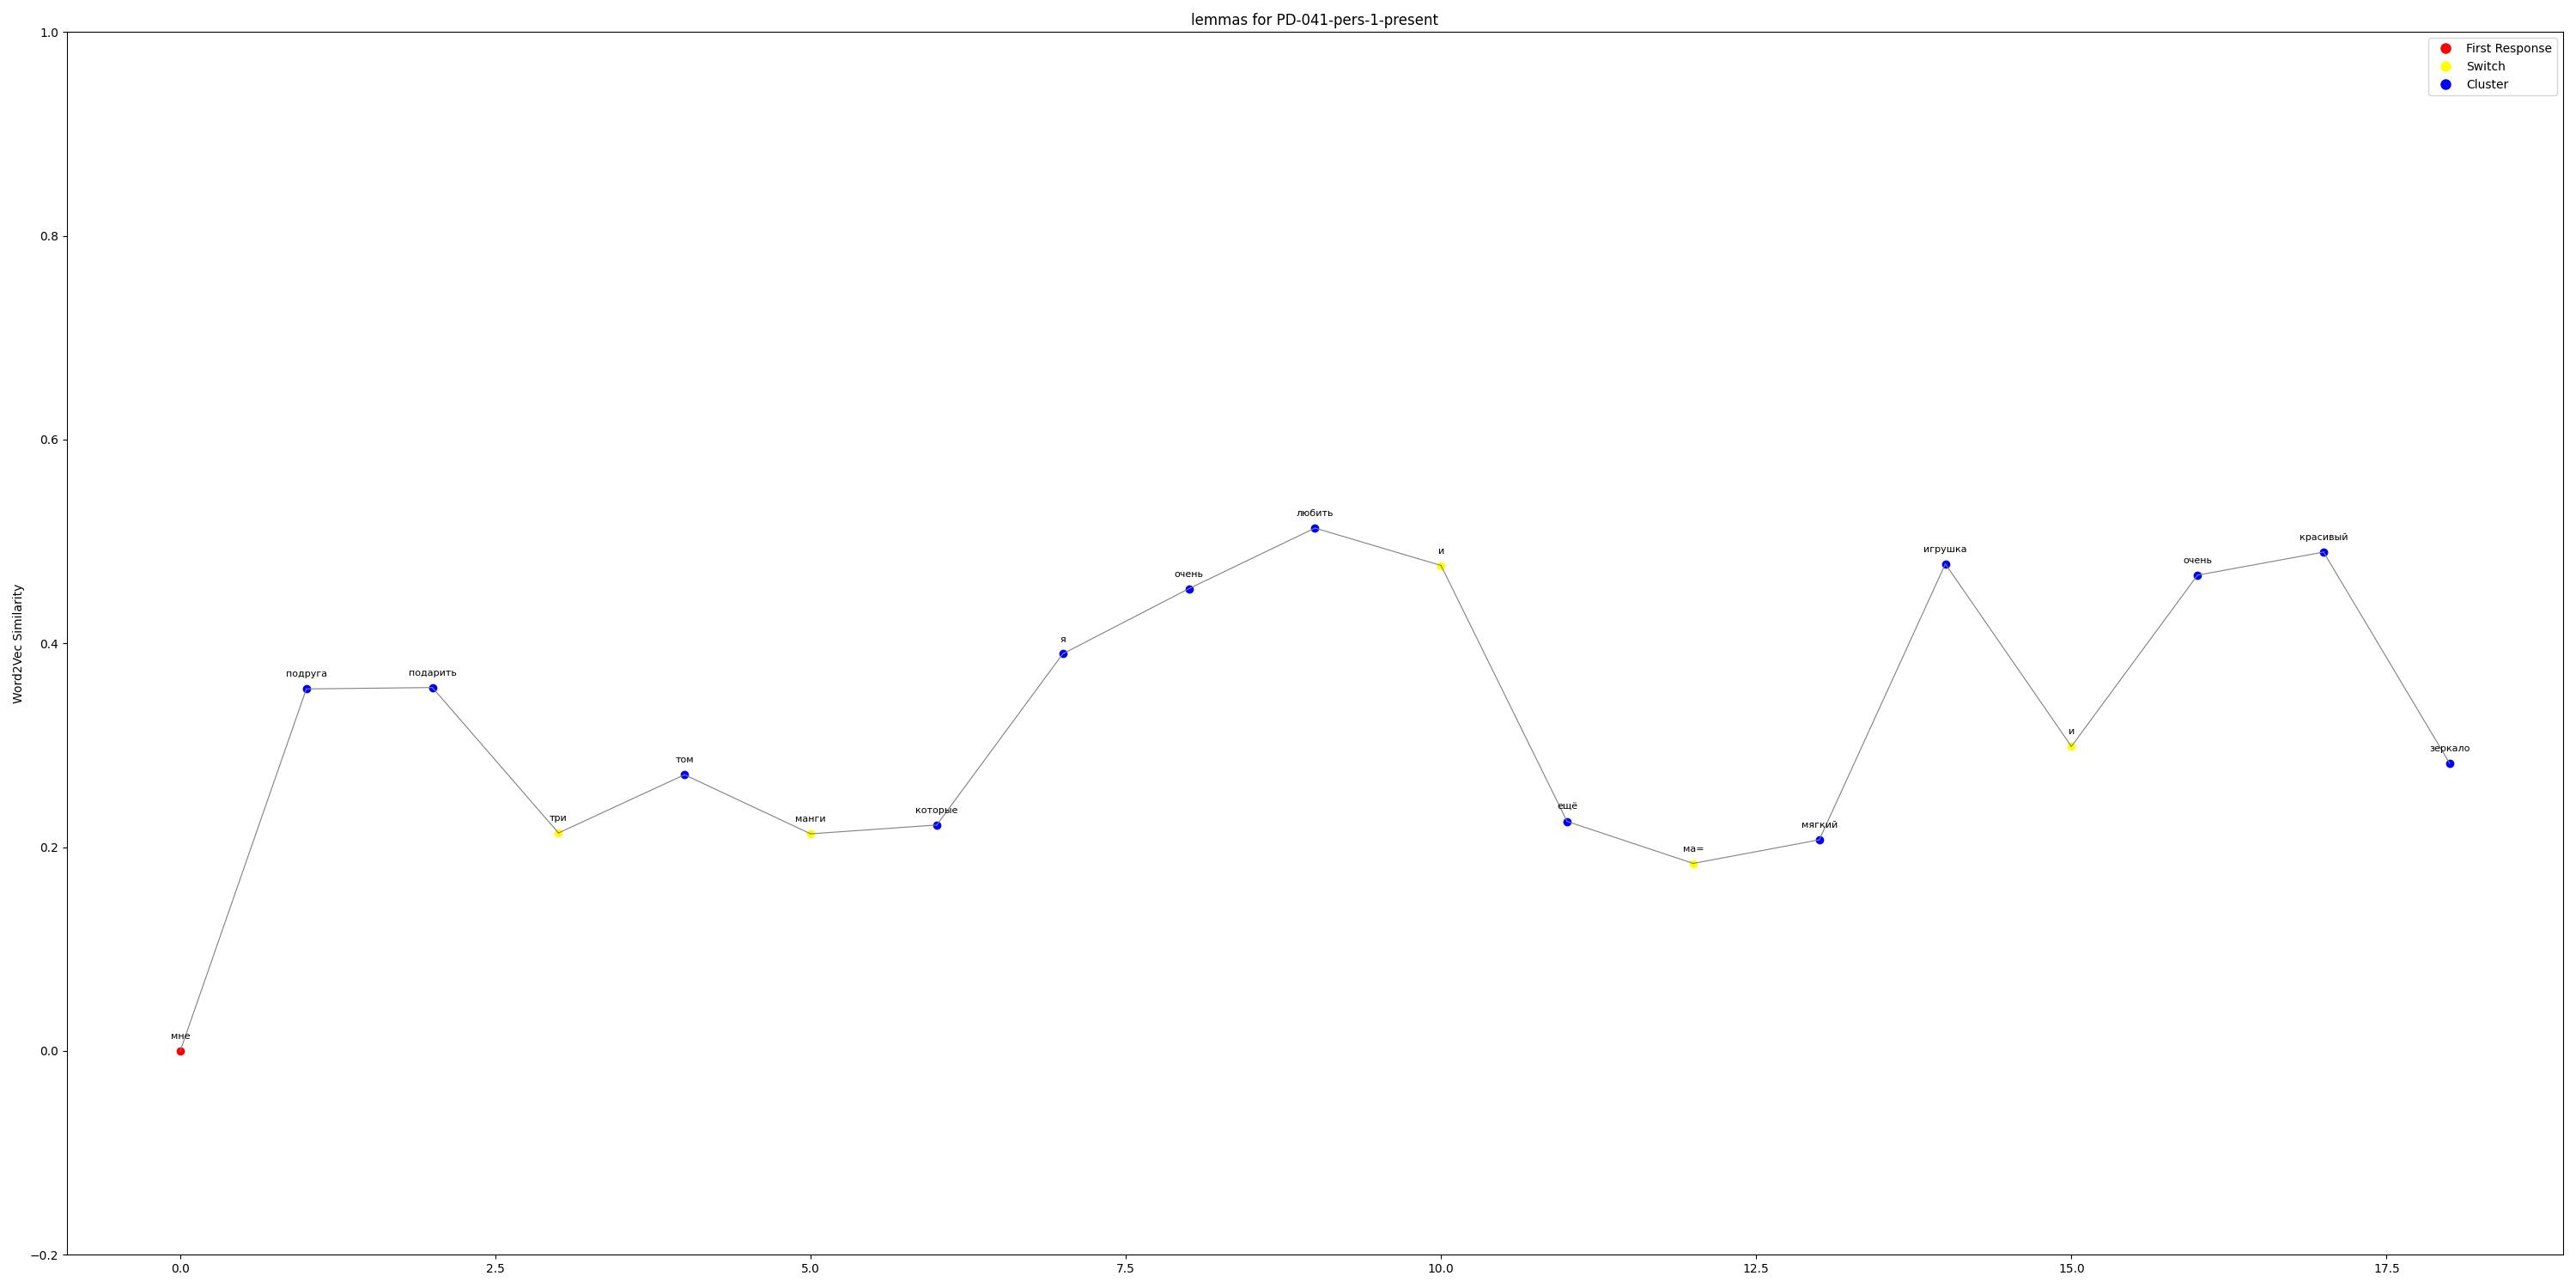 lemmas for PD-041-pers-1-present
First Response
Switch
Cluster
Word2Vec Similarity
1.0
0.8
0.6
0.4
0.2
0.0
−0.2
мне
подруга
подарить
три
том
манги
которые
я
очень
любить
и
ещё
ма=
мягкий
игрушка
и
очень
красивый
зеркало
0.0 2.5 5.0 7.5 10.0 12.5 15.0 17.5